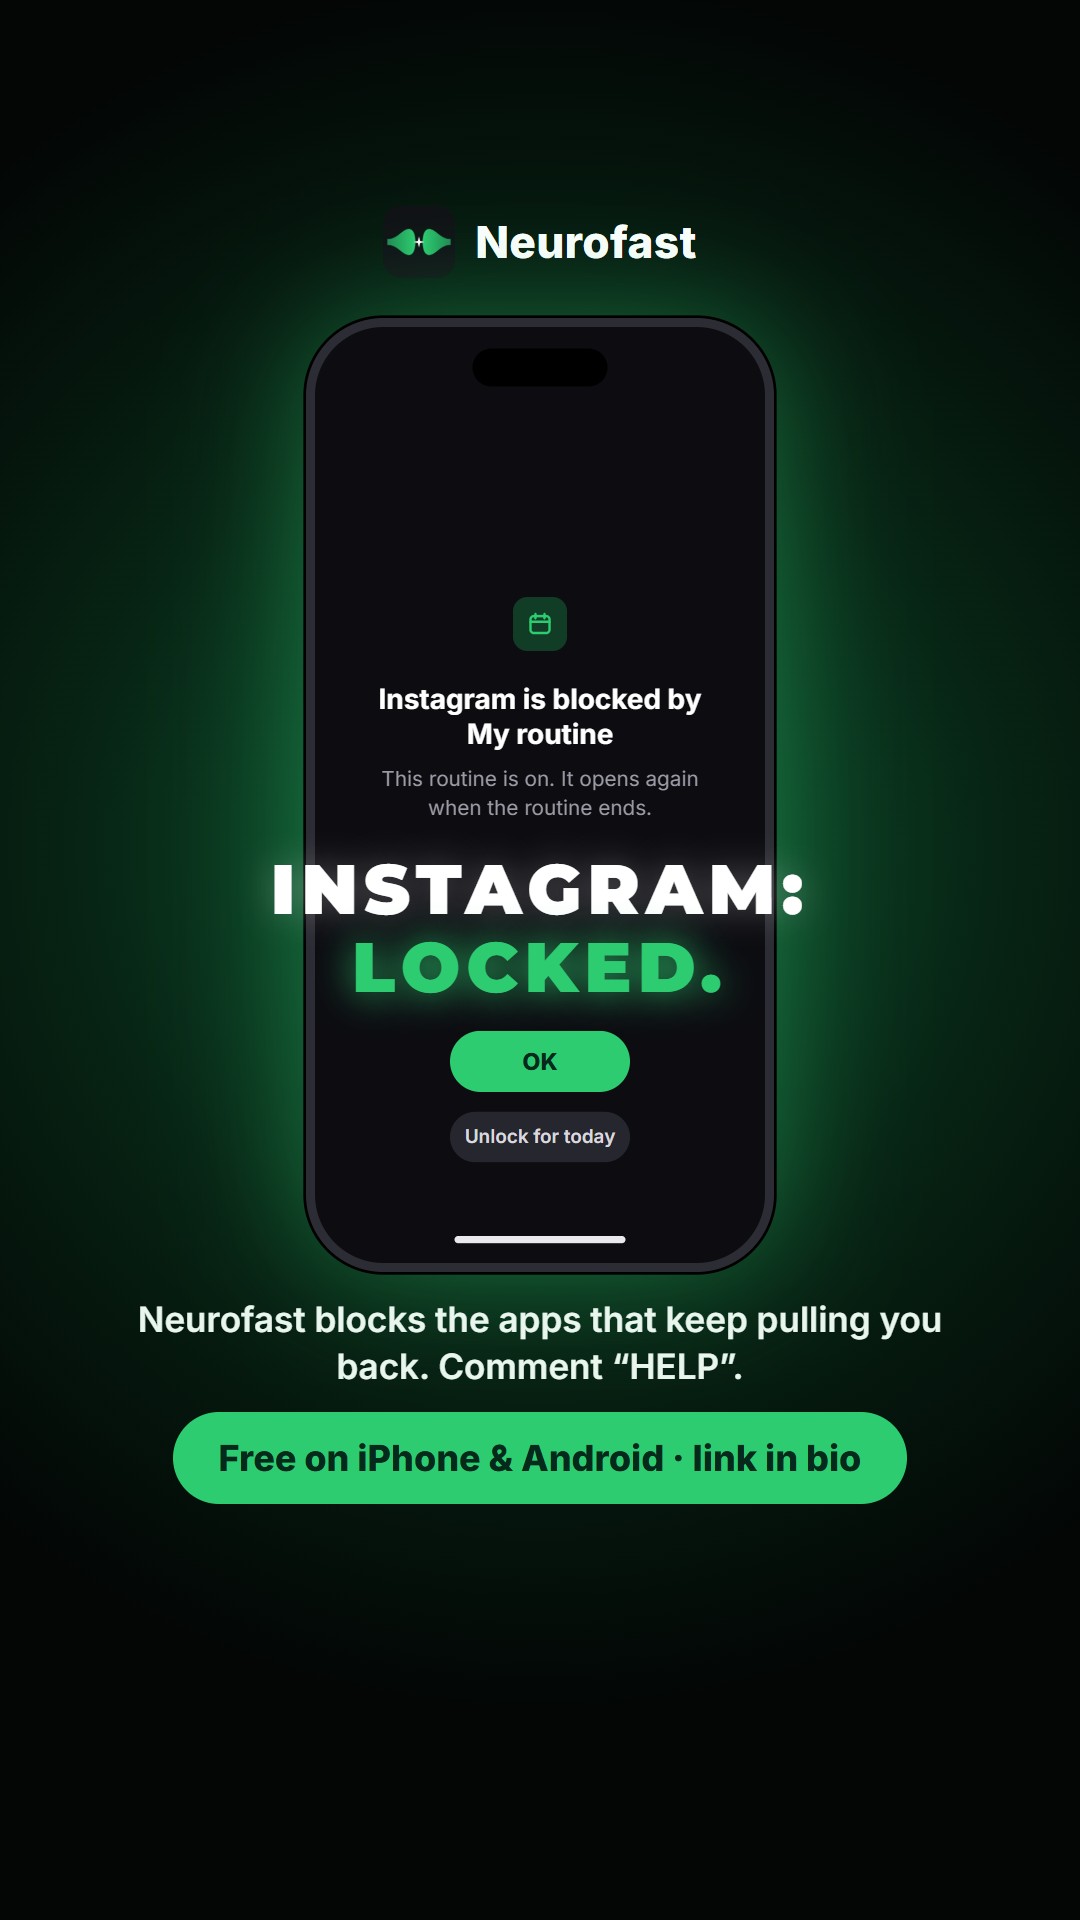 Neurofast
Instagram is blocked by
My routine
This routine is on. It opens again
when the routine ends.
INSTAGRAM:
LOCKED.
OK
Unlock for today
Neurofast blocks the apps that keep pulling you
back. Comment “HELP”.
Free on iPhone & Android · link in bio